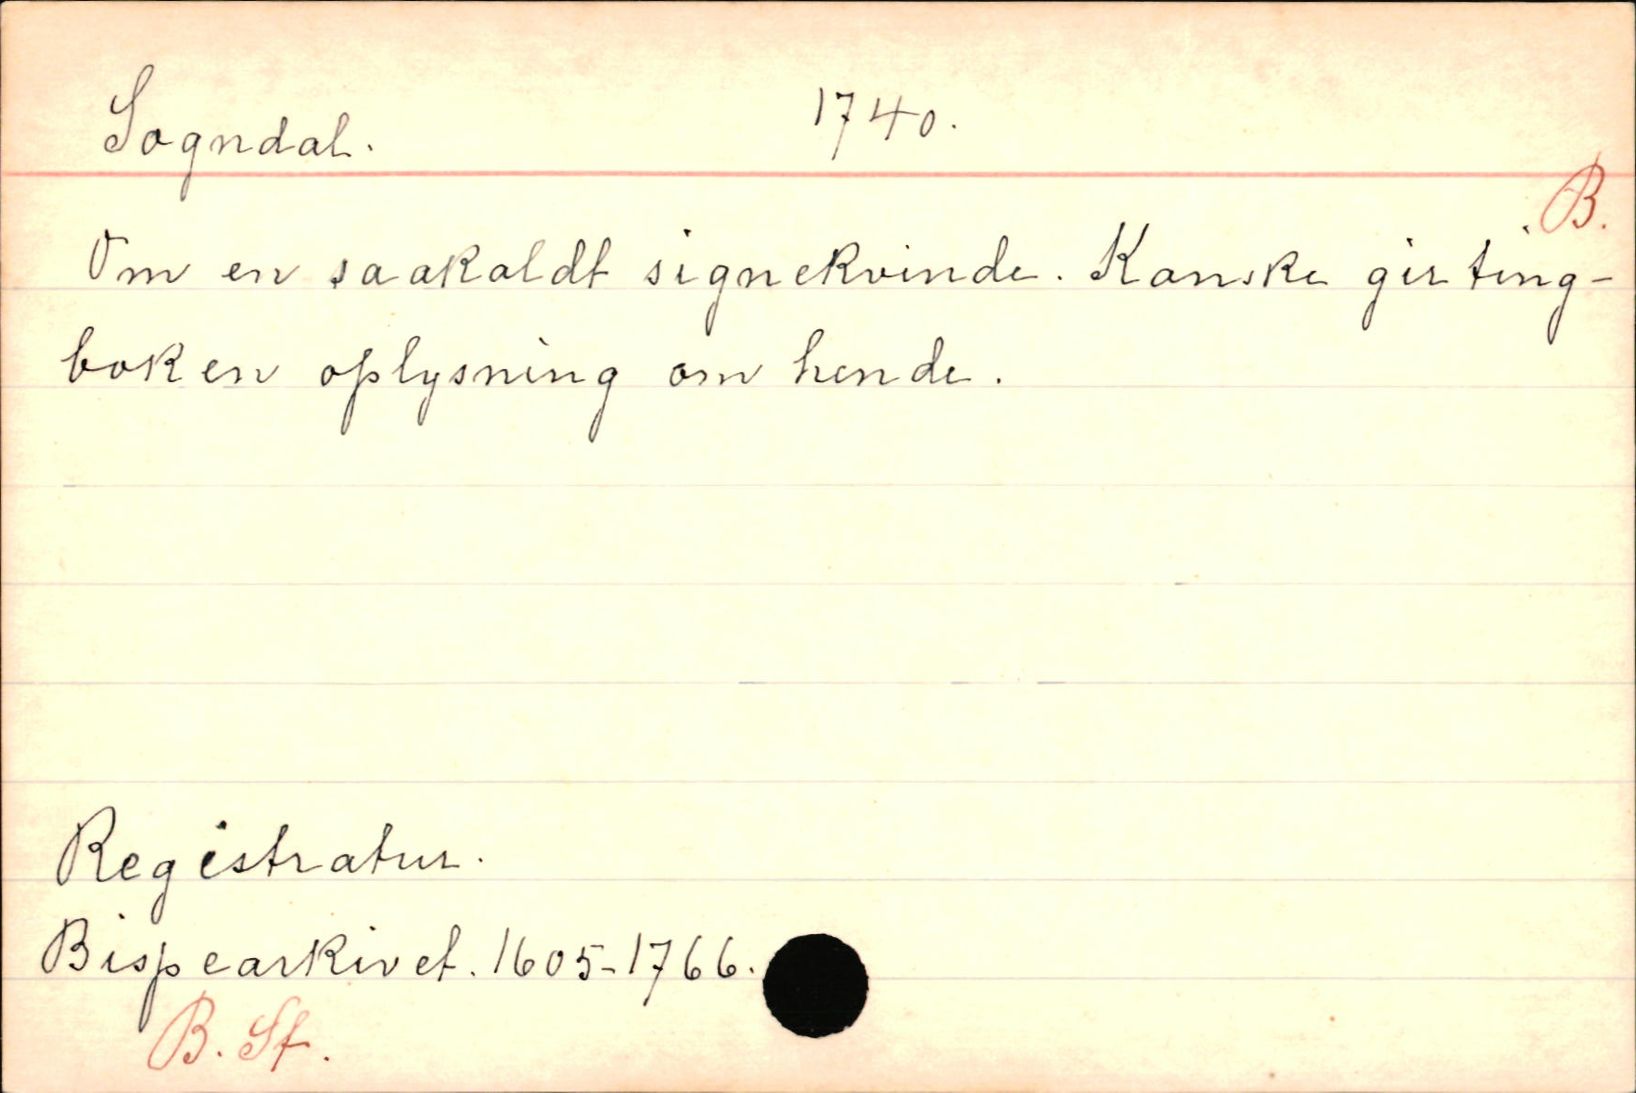 Sogndal. 1740.
B.
Om en saakaldt signekvinde. Kanske gir ting-
boken oplysning om hende.
Registratur.
Bispearkivet. 1605-1766.
B. Sf.